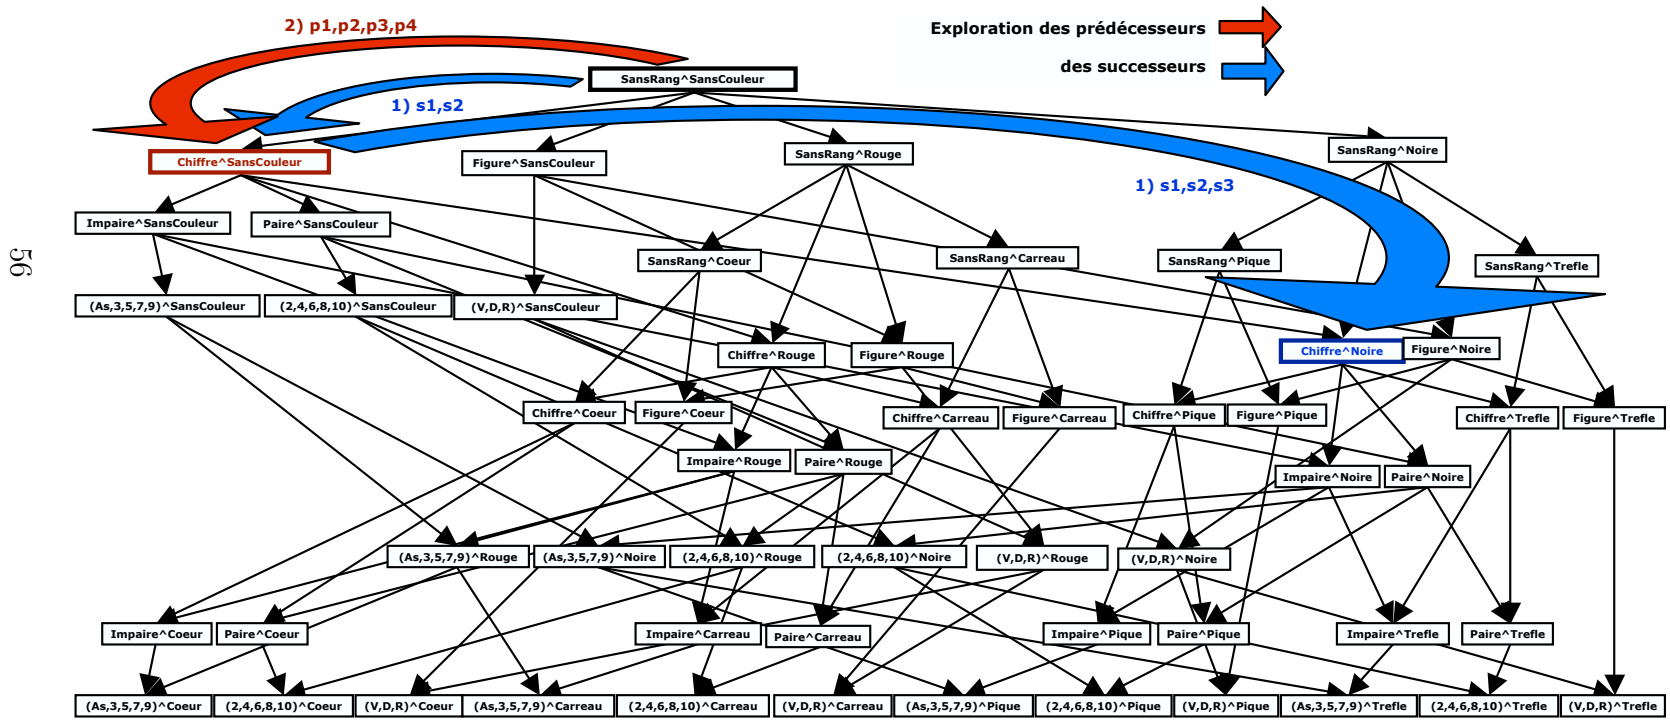 2) p1,p2,p3,p4
Exploration des prédécesseurs
des successeurs
SansRang^SansCouleur
1) s1,s2
Chiffre^SansCouleur
Figure^SansCouleur
SansRang^Rouge
SansRang^Noire
1) s1,s2,s3
Impaire^SansCouleur
Paire^SansCouleur
SansRang^Coeur
SansRang^Carreau
SansRang^Pique
SansRang^Trefle
56
(As,3,5,7,9)^SansCouleur
(2,4,6,8,10)^SansCouleur
(V,D,R)^SansCouleur
Chiffre^Rouge
Figure^Rouge
Chiffre^Noire
Figure^Noire
Chiffre^Coeur
Figure^Coeur
Chiffre^Carreau
Figure^Carreau
Chiffre^Pique
Figure^Pique
Chiffre^Trefle
Figure^Trefle
Impaire^Rouge
Paire^Rouge
Impaire^Noire
Paire^Noire
(As,3,5,7,9)^Rouge
(As,3,5,7,9)^Noire
(2,4,6,8,10)^Rouge
(2,4,6,8,10)^Noire
(V,D,R)^Rouge
(V,D,R)^Noire
Impaire^Coeur
Paire^Coeur
Impaire^Carreau
Paire^Carreau
Impaire^Pique
Paire^Pique
Impaire^Trefle
Paire^Trefle
(As,3,5,7,9)^Coeur
(2,4,6,8,10)^Coeur
(V,D,R)^Coeur
(As,3,5,7,9)^Carreau
(2,4,6,8,10)^Carreau
(V,D,R)^Carreau
(As,3,5,7,9)^Pique
(2,4,6,8,10)^Pique
(V,D,R)^Pique
(As,3,5,7,9)^Trefle
(2,4,6,8,10)^Trefle
(V,D,R)^Trefle